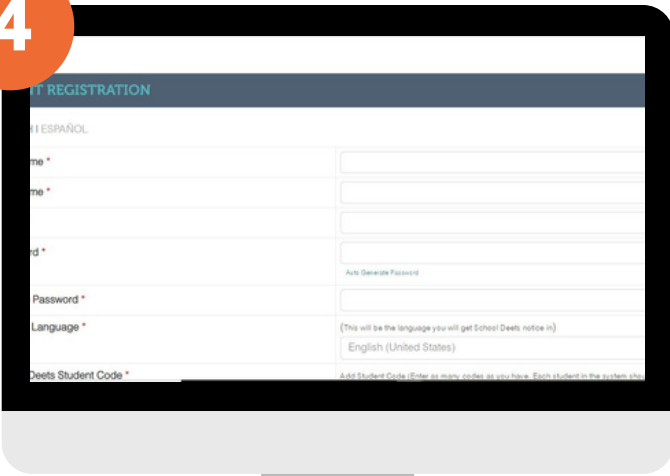 4
T REGISTRATION
H | ESPAÑOL
me *
me *
rd *
Auto Generate Password
Password *
Language *
(This will be the language you will get School Deets notice in)
English (United States)
Deets Student Code *
Add Student Code (Enter as many codes as you have. Each student in the system shou